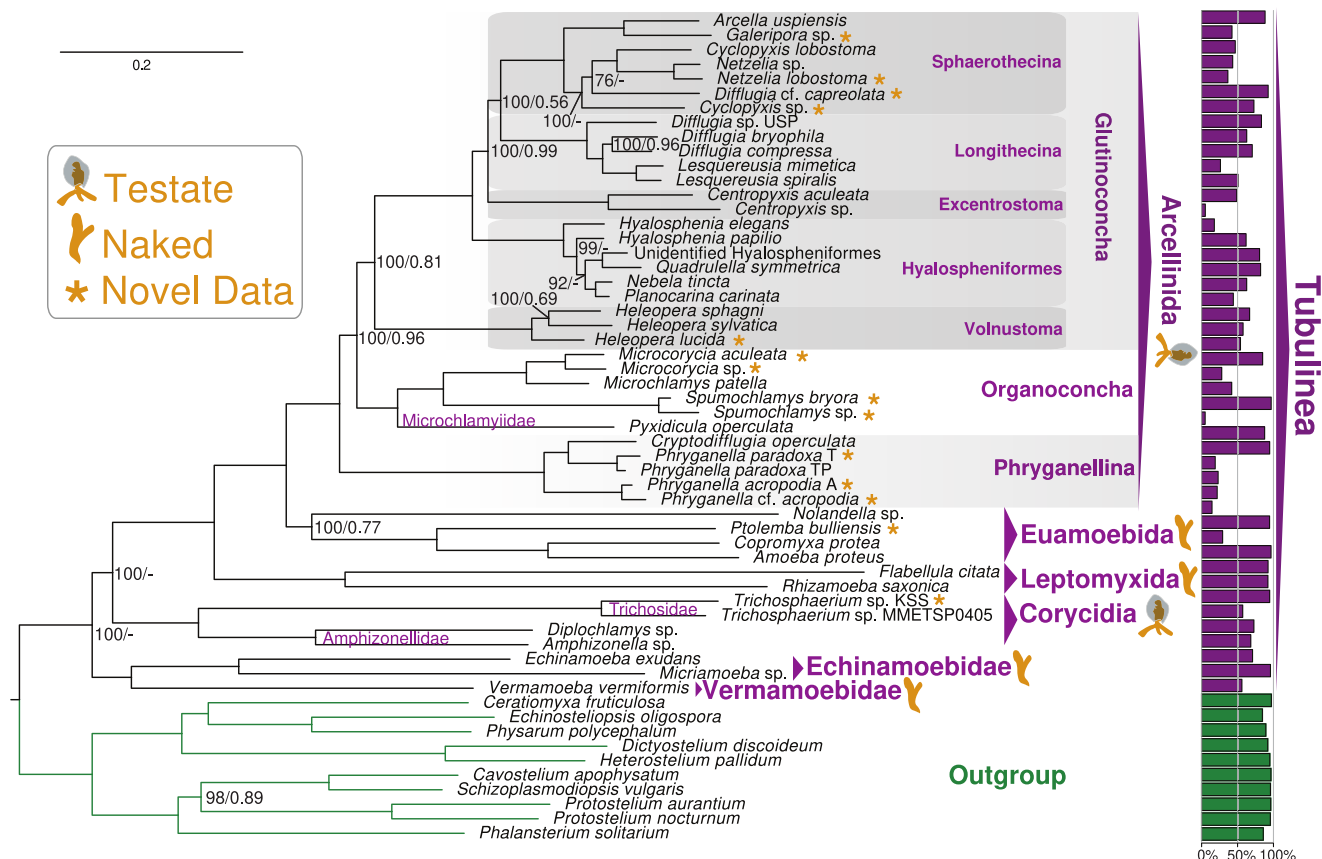 0.2
Testate
Naked
* Novel Data
Arcella uspiensis
Galeripora sp. *
Cyclopyxis lobostoma
Netzelia sp.
Netzelia lobostoma *
Difflugia cf. capreolata *
Cyclopyxis sp. *
Difflugia sp. USP
Difflugia bryophila
Difflugia compressa
Lesquereusia mimetica
Lesquereusia spiralis
Centropyxis aculeata
Centropyxis sp.
Hyalosphenia elegans
Hyalosphenia papilio
Unidentified Hyalospheniformes
Quadrulella symmetrica
Nebela tincta
Planocarina carinata
Heleopera sphagni
Heleopera sylvatica
Heleopera lucida *
Microcorycia aculeata *
Microcorycia sp. *
Microchlamys patella
Spumochlamys bryora *
Spumochlamys sp. *
Pyxidicula operculata
Cryptodifflugia operculata
Phryganella paradoxa T *
Phryganella paradoxa TP
Phryganella acropodia A *
Phryganella cf. acropodia *
Nolandella sp.
Ptolemba bulliensis *
Copromyxa protea
Amoeba proteus
Flabellula citata
Rhizamoeba saxonica
Trichosphaerium sp. KSS *
Trichosphaerium sp. MMETSP0405
Diplochlamys sp.
Amphizonella sp.
Echinamoeba exudans
Micriamoeba sp.
Vermamoeba vermiformis
Ceratiomyxa fruticulosa
Echinosteliopsis oligospora
Physarum polycephalum
Dictyostelium discoideum
Heterostelium pallidum
Cavostelium apophysatum
Schizoplasmodiopsis vulgaris
Protostelium aurantium
Protostelium nocturnum
Phalansterium solitarium
76/-
100/0.56
100/-
100/0.99
100/0.96
100/0.81
99/-
92/-
100/0.69
100/0.96
100/0.77
100/-
100/-
98/0.89
Microchlamyiidae
Trichosidae
Amphizonellidae
Sphaerothecina
Longithecina
Excentrostoma
Hyalospheniformes
Volnustoma
Glutinoconcha
Organoconcha
Phryganellina
Arcellinida
Euamoebida
Leptomyxida
Corycidia
Echinamoebidae
Vermamoebidae
Tubulinea
Outgroup
0% 50% 100%